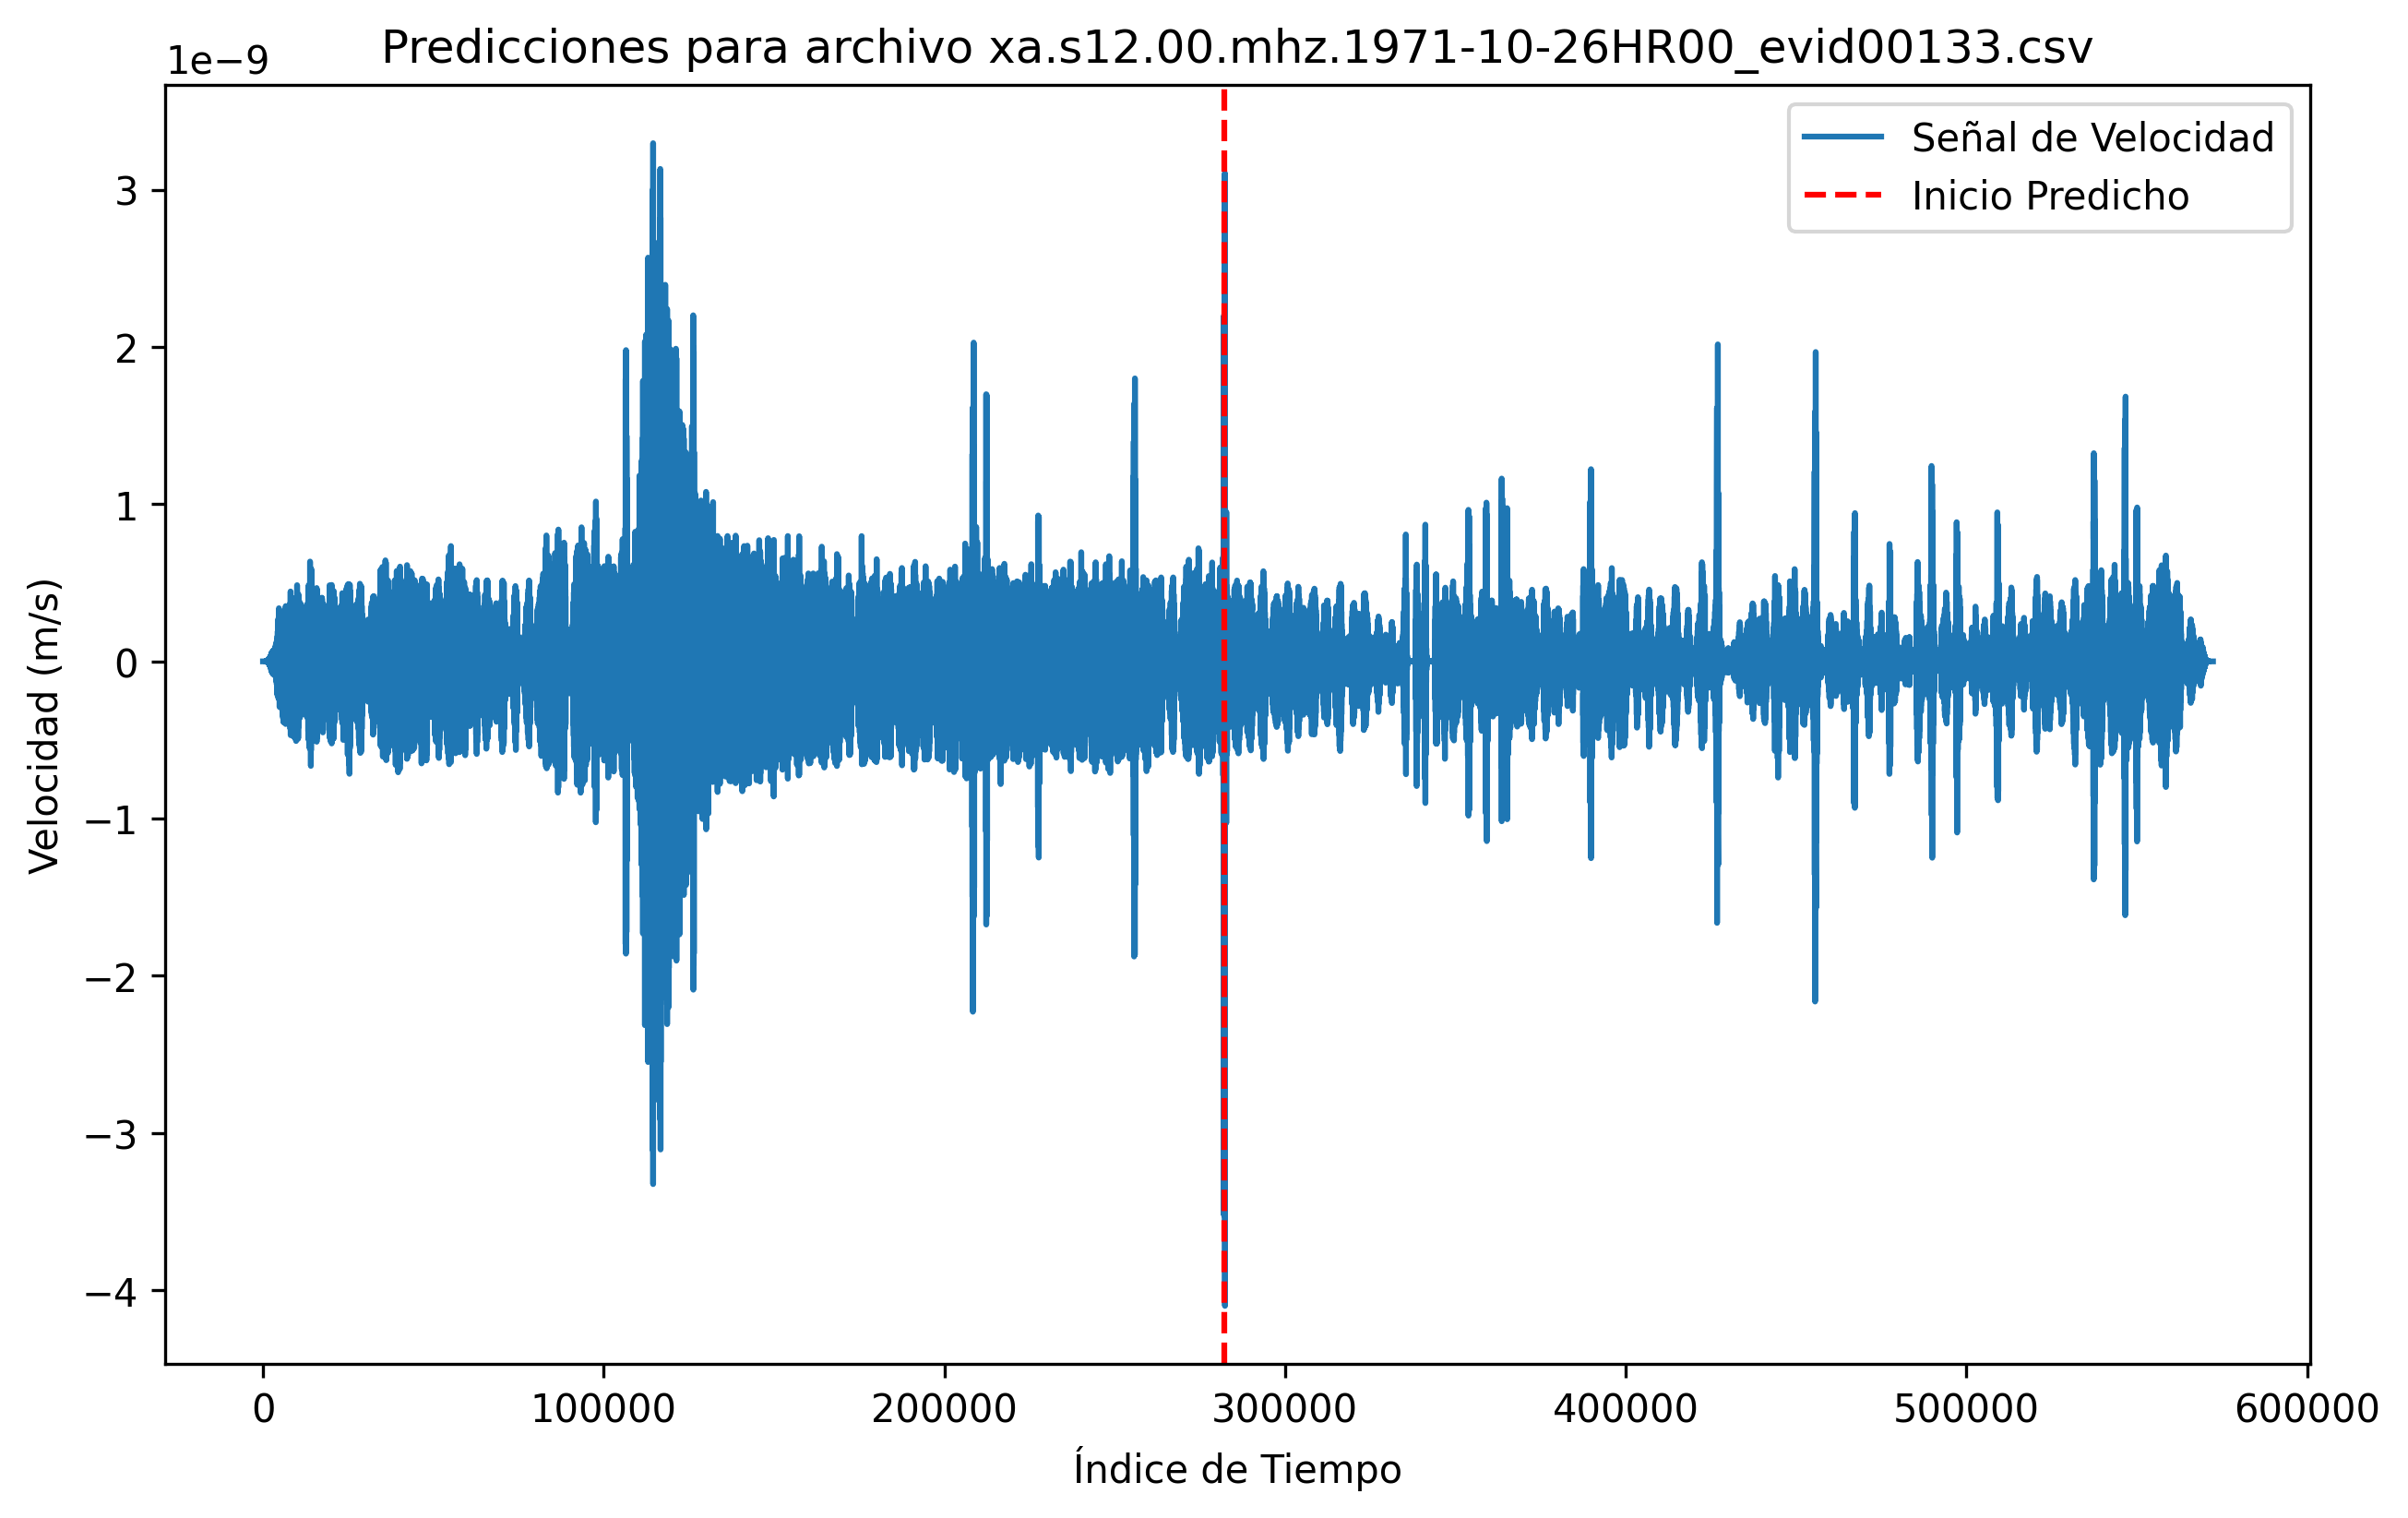 Predicciones para archivo xa.s12.00.mhz.1971-10-26HR00_evid00133.csv
1e−9
Señal de Velocidad
Inicio Predicho
3
2
1
0
−1
−2
−3
−4
Velocidad (m/s)
0 100000 200000 300000 400000 500000 600000
Índice de Tiempo